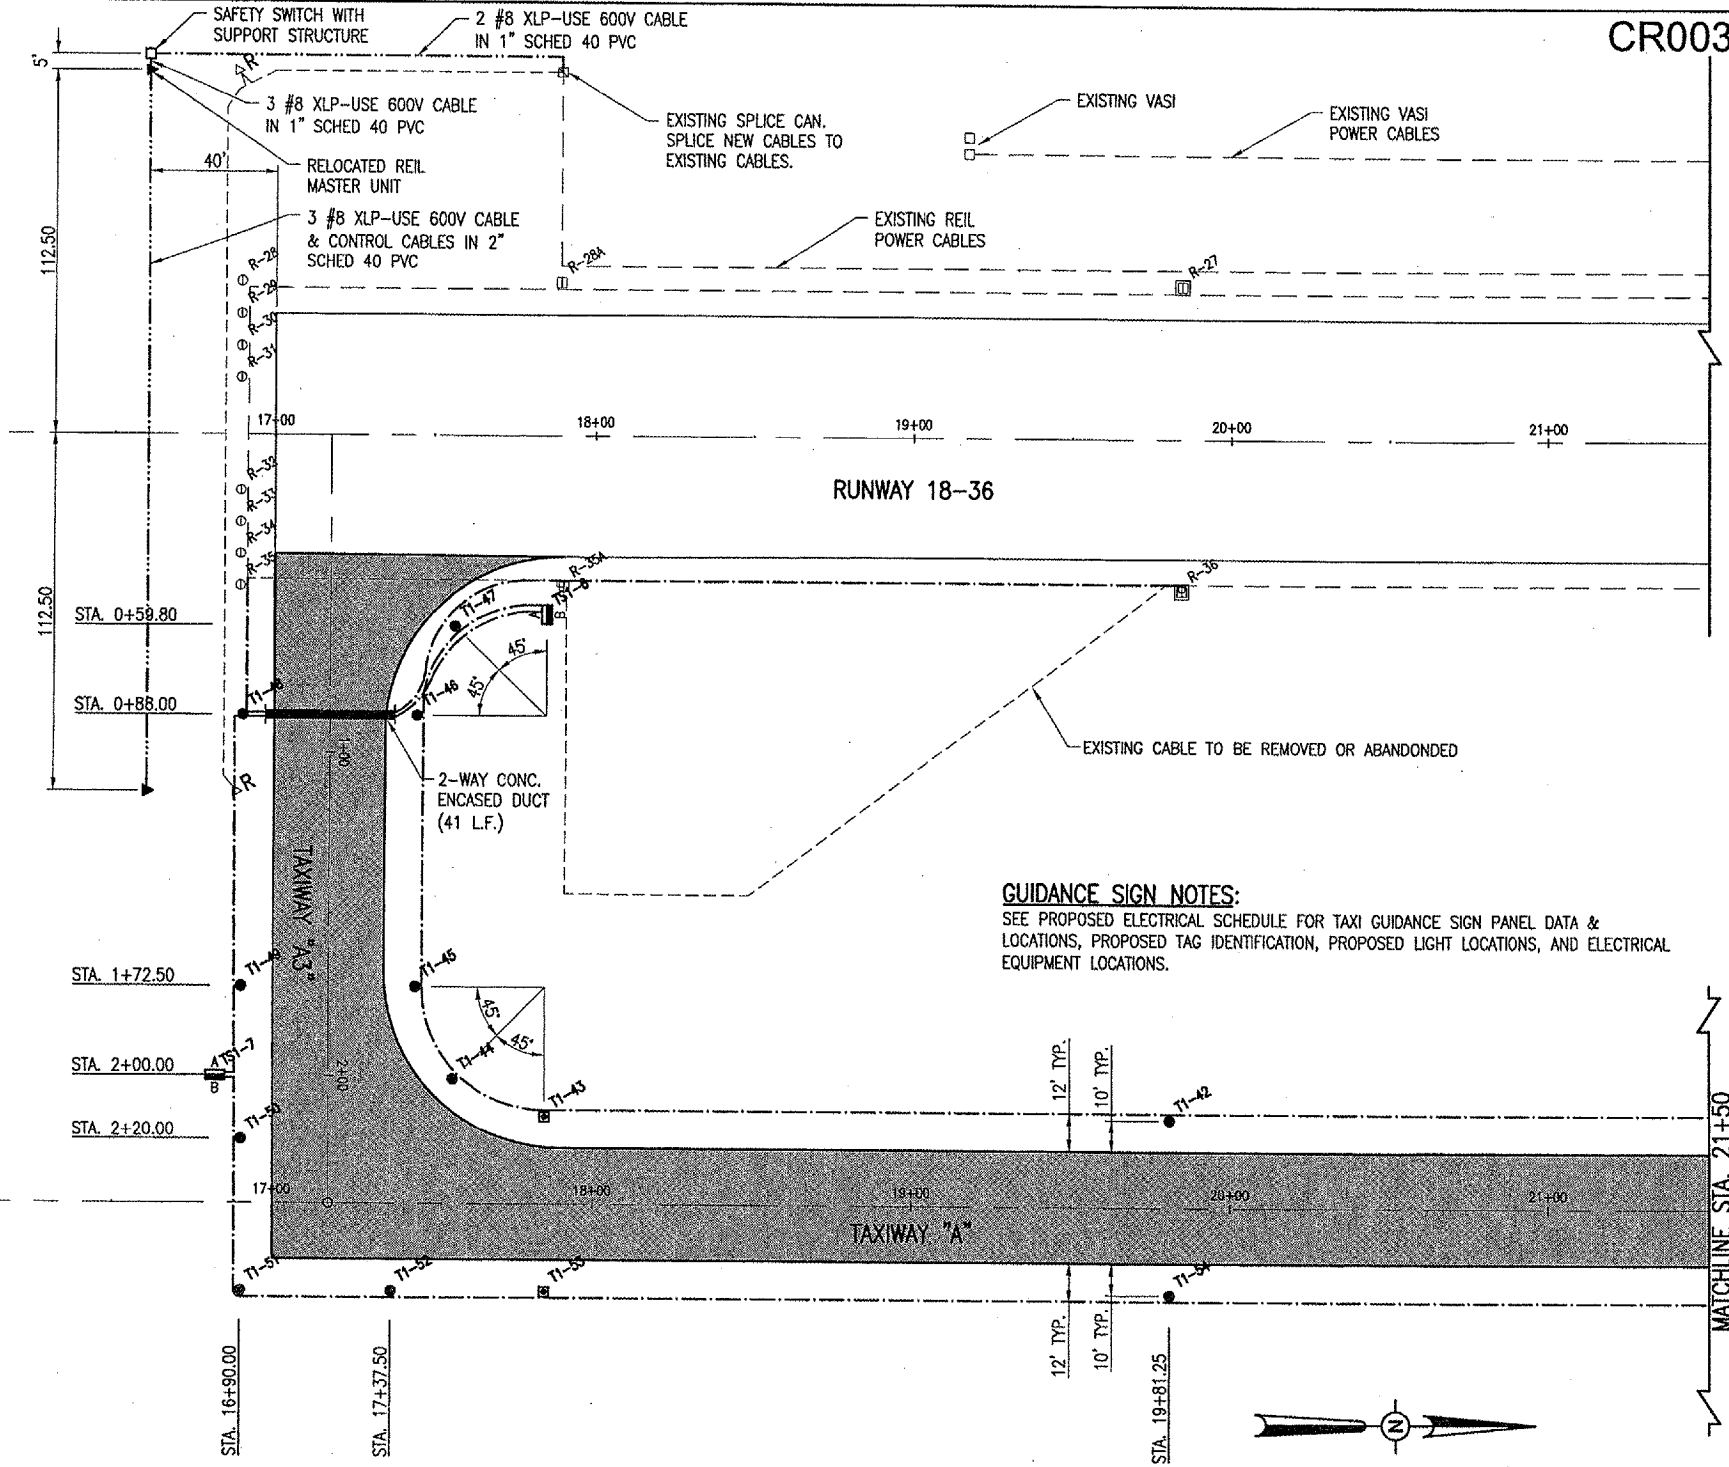 CR003
SAFETY SWITCH WITH
SUPPORT STRUCTURE
2 #8 XLP-USE 600V CABLE
IN 1" SCHED 40 PVC
5'
R
3 #8 XLP-USE 600V CABLE
IN 1" SCHED 40 PVC
EXISTING SPLICE CAN.
SPLICE NEW CABLES TO
EXISTING CABLES.
EXISTING VASI
EXISTING VASI
POWER CABLES
40'
RELOCATED REIL
MASTER UNIT
3 #8 XLP-USE 600V CABLE
& CONTROL CABLES IN 2"
SCHED 40 PVC
EXISTING REIL
POWER CABLES
112.50
R-28
R-29
R-30
R-31
R-28A
R-27
17+00
18+00
19+00
20+00
21+00
RUNWAY 18-36
R-32
R-33
R-34
R-35
R-35A
R-36
112.50
STA. 0+59.80
T1-47
TS1-8
A
B
45'
45'
STA. 0+88.00
T1-48
T1-46
1+00
EXISTING CABLE TO BE REMOVED OR ABANDONDED
R
2-WAY CONC.
ENCASED DUCT
(41 L.F.)
TAXIWAY "A3"
GUIDANCE SIGN NOTES:
SEE PROPOSED ELECTRICAL SCHEDULE FOR TAXI GUIDANCE SIGN PANEL DATA &
LOCATIONS, PROPOSED TAG IDENTIFICATION, PROPOSED LIGHT LOCATIONS, AND ELECTRICAL
EQUIPMENT LOCATIONS.
STA. 1+72.50
T1-49
T1-45
45'
45'
STA. 2+00.00
A
TS1-7
B
2+00
T1-44
T1-43
12' TYP.
10' TYP.
T1-42
STA. 2+20.00
T1-50
17+00
18+00
19+00
20+00
21+00
TAXIWAY "A"
MATCHLINE STA. 21+50
T1-51
T1-52
T1-53
T1-54
12' TYP.
10' TYP.
STA. 16+90.00
STA. 17+37.50
STA. 19+81.25
N